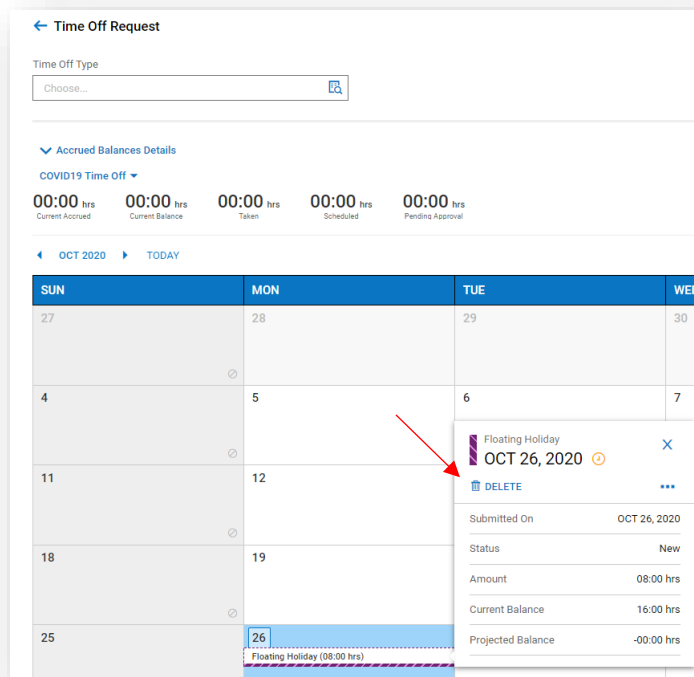 Time Off Request
Time Off Type
Choose...
Accrued Balances Details
COVID19 Time Off
00:00 hrs 00:00 hrs 00:00 hrs 00:00 hrs 00:00 hrs
Current Accrued Current Balance Taken Scheduled Pending Approval
OCT 2020 TODAY
SUN MON TUE WE
27 28 29 30
4 5 6 7
Floating Holiday
OCT 26, 2020
DELETE
Submitted On OCT 26, 2020
Status New
Amount 08:00 hrs
Current Balance 16:00 hrs
Projected Balance -00:00 hrs
11 12
18 19
25 26
Floating Holiday (08:00 hrs)